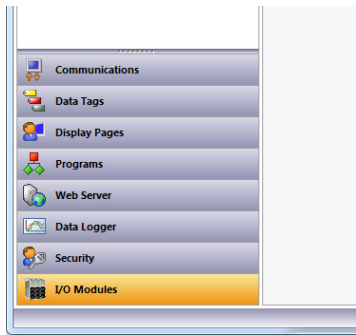 Communications
Data Tags
Display Pages
Programs
Web Server
Data Logger
Security
I/O Modules